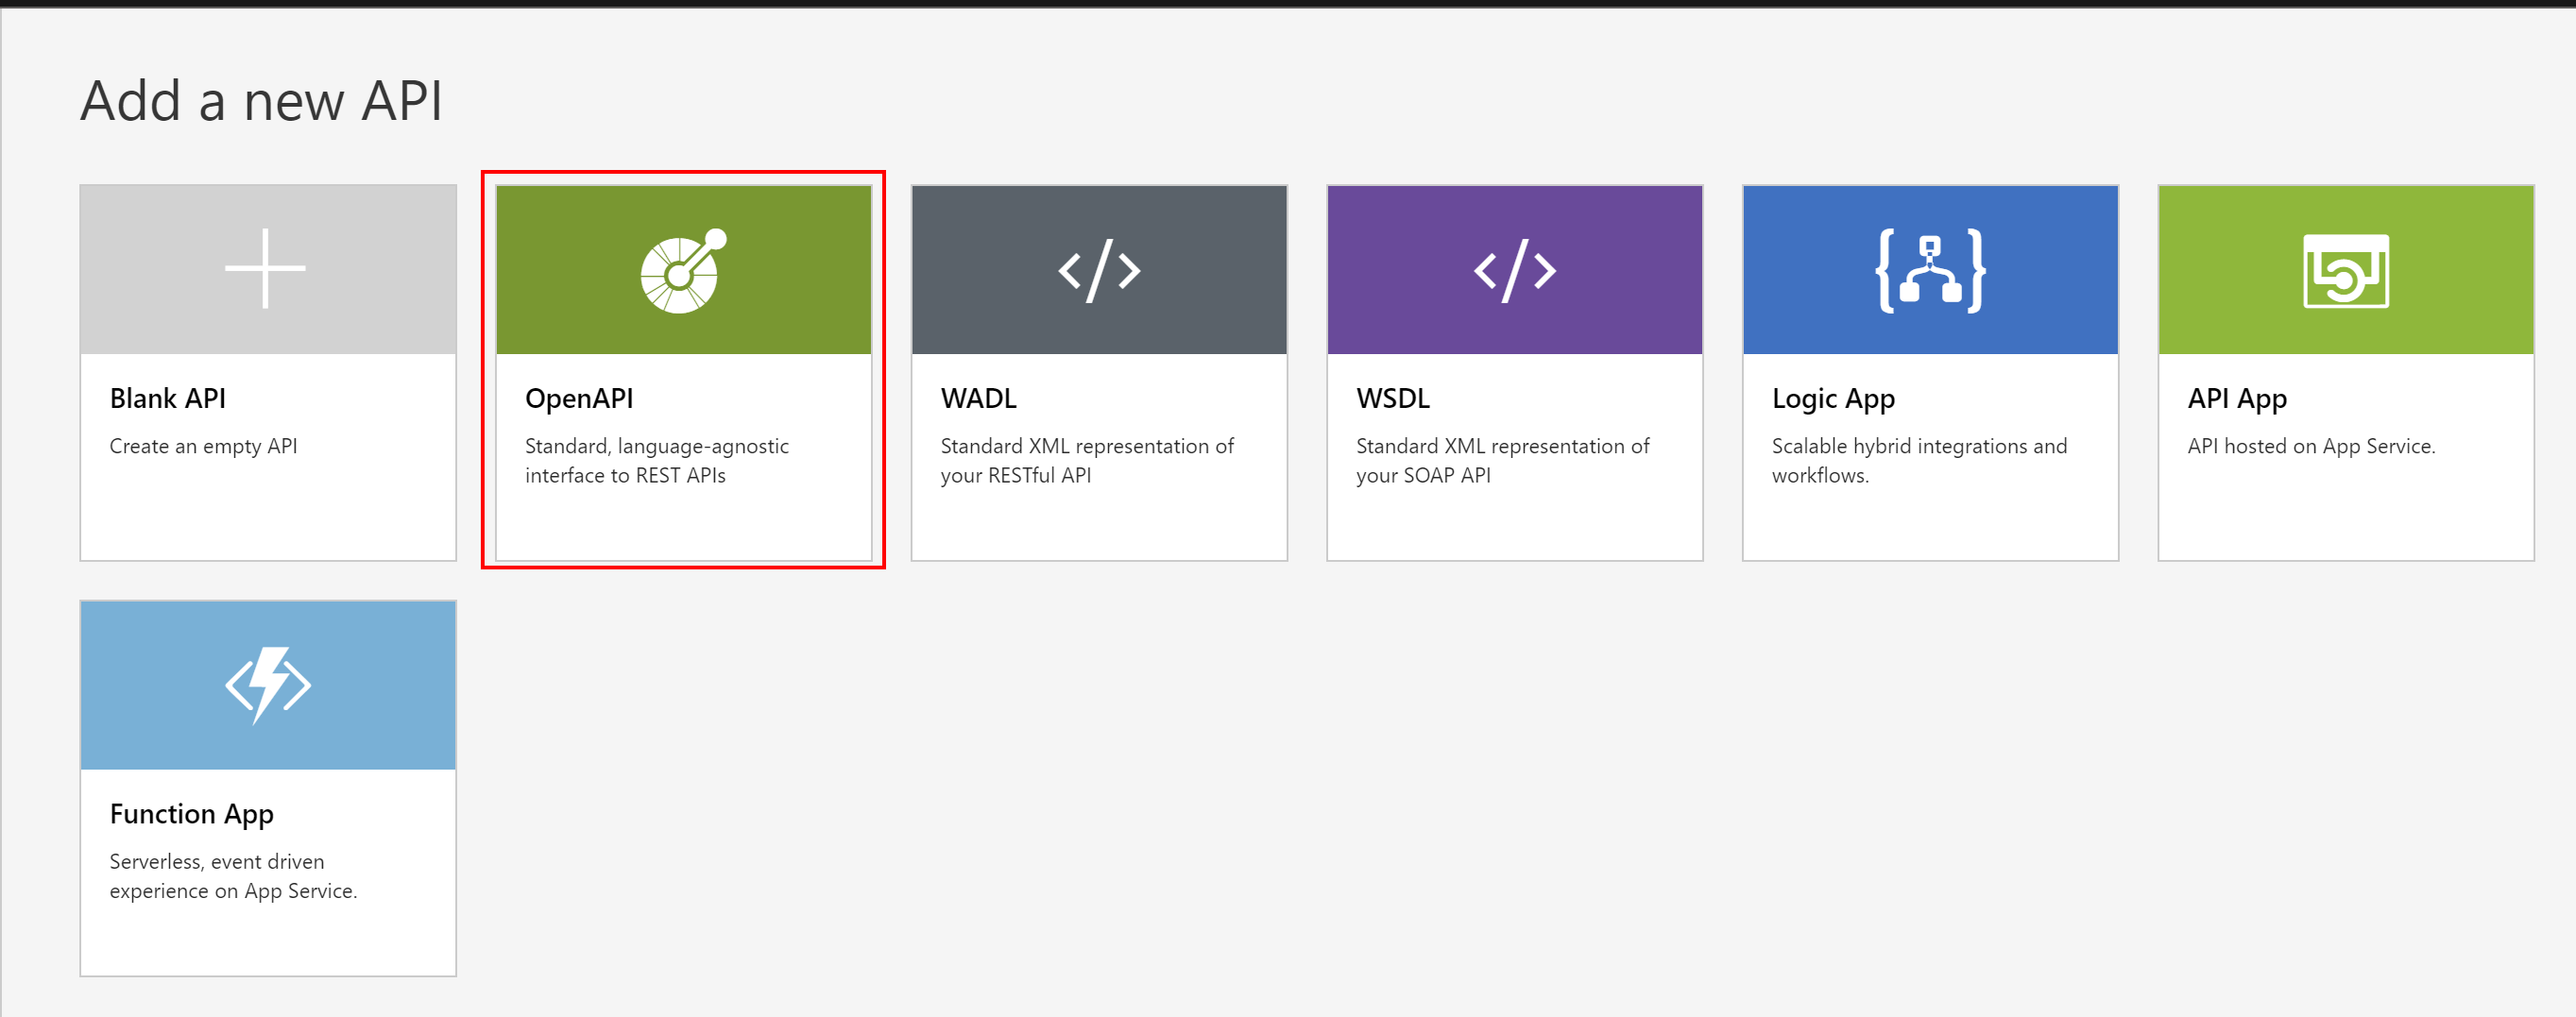 Add a new API
Blank API
Create an empty API
OpenAPI
Standard, language-agnostic
interface to REST APIs
WADL
Standard XML representation of
your RESTful API
WSDL
Standard XML representation of
your SOAP API
Logic App
Scalable hybrid integrations and
workflows.
API App
API hosted on App Service.
Function App
Serverless, event driven
experience on App Service.